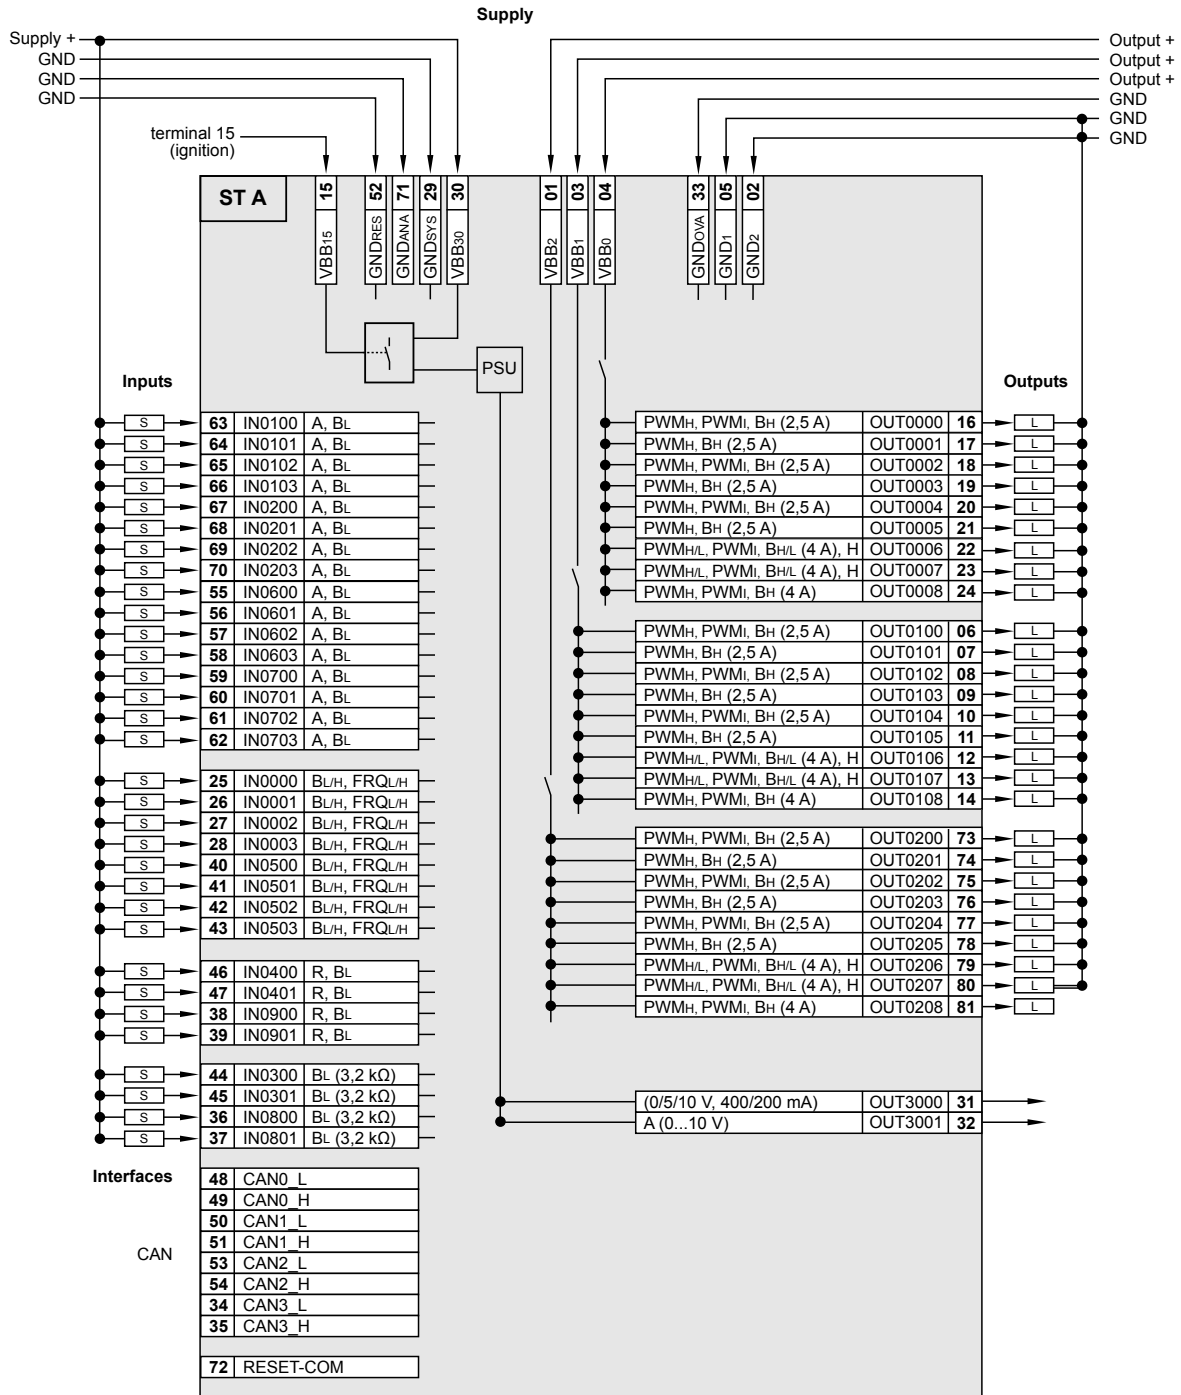 Supply
Supply +
GND
GND
GND
Output +
Output +
Output +
GND
GND
GND
terminal 15
(ignition)
ST A
15 VBB15
52 GNDRES
71 GNDANA
29 GNDSYS
30 VBB30
01 VBB2
03 VBB1
04 VBB0
33 GNDOVA
05 GND1
02 GND2
PSU
Inputs
S 63 IN0100 A, BL
S 64 IN0101 A, BL
S 65 IN0102 A, BL
S 66 IN0103 A, BL
S 67 IN0200 A, BL
S 68 IN0201 A, BL
S 69 IN0202 A, BL
S 70 IN0203 A, BL
S 55 IN0600 A, BL
S 56 IN0601 A, BL
S 57 IN0602 A, BL
S 58 IN0603 A, BL
S 59 IN0700 A, BL
S 60 IN0701 A, BL
S 61 IN0702 A, BL
S 62 IN0703 A, BL
S 25 IN0000 BL/H, FRQL/H
S 26 IN0001 BL/H, FRQL/H
S 27 IN0002 BL/H, FRQL/H
S 28 IN0003 BL/H, FRQL/H
S 40 IN0500 BL/H, FRQL/H
S 41 IN0501 BL/H, FRQL/H
S 42 IN0502 BL/H, FRQL/H
S 43 IN0503 BL/H, FRQL/H
S 46 IN0400 R, BL
S 47 IN0401 R, BL
S 38 IN0900 R, BL
S 39 IN0901 R, BL
S 44 IN0300 BL (3,2 kΩ)
S 45 IN0301 BL (3,2 kΩ)
S 36 IN0800 BL (3,2 kΩ)
S 37 IN0801 BL (3,2 kΩ)
Interfaces
CAN
48 CAN0_L
49 CAN0_H
50 CAN1_L
51 CAN1_H
53 CAN2_L
54 CAN2_H
34 CAN3_L
35 CAN3_H
72 RESET-COM
Outputs
PWMH, PWMI, BH (2,5 A) OUT0000 16 L
PWMH, BH (2,5 A) OUT0001 17 L
PWMH, PWMI, BH (2,5 A) OUT0002 18 L
PWMH, BH (2,5 A) OUT0003 19 L
PWMH, PWMI, BH (2,5 A) OUT0004 20 L
PWMH, BH (2,5 A) OUT0005 21 L
PWMH/L, PWMI, BH/L (4 A), H OUT0006 22 L
PWMH/L, PWMI, BH/L (4 A), H OUT0007 23 L
PWMH, PWMI, BH (4 A) OUT0008 24 L
PWMH, PWMI, BH (2,5 A) OUT0100 06 L
PWMH, BH (2,5 A) OUT0101 07 L
PWMH, PWMI, BH (2,5 A) OUT0102 08 L
PWMH, BH (2,5 A) OUT0103 09 L
PWMH, PWMI, BH (2,5 A) OUT0104 10 L
PWMH, BH (2,5 A) OUT0105 11 L
PWMH/L, PWMI, BH/L (4 A), H OUT0106 12 L
PWMH/L, PWMI, BH/L (4 A), H OUT0107 13 L
PWMH, PWMI, BH (4 A) OUT0108 14 L
PWMH, PWMI, BH (2,5 A) OUT0200 73 L
PWMH, BH (2,5 A) OUT0201 74 L
PWMH, PWMI, BH (2,5 A) OUT0202 75 L
PWMH, BH (2,5 A) OUT0203 76 L
PWMH, PWMI, BH (2,5 A) OUT0204 77 L
PWMH, BH (2,5 A) OUT0205 78 L
PWMH/L, PWMI, BH/L (4 A), H OUT0206 79 L
PWMH/L, PWMI, BH/L (4 A), H OUT0207 80 L
PWMH, PWMI, BH (4 A) OUT0208 81 L
(0/5/10 V, 400/200 mA) OUT3000 31
A (0...10 V) OUT3001 32